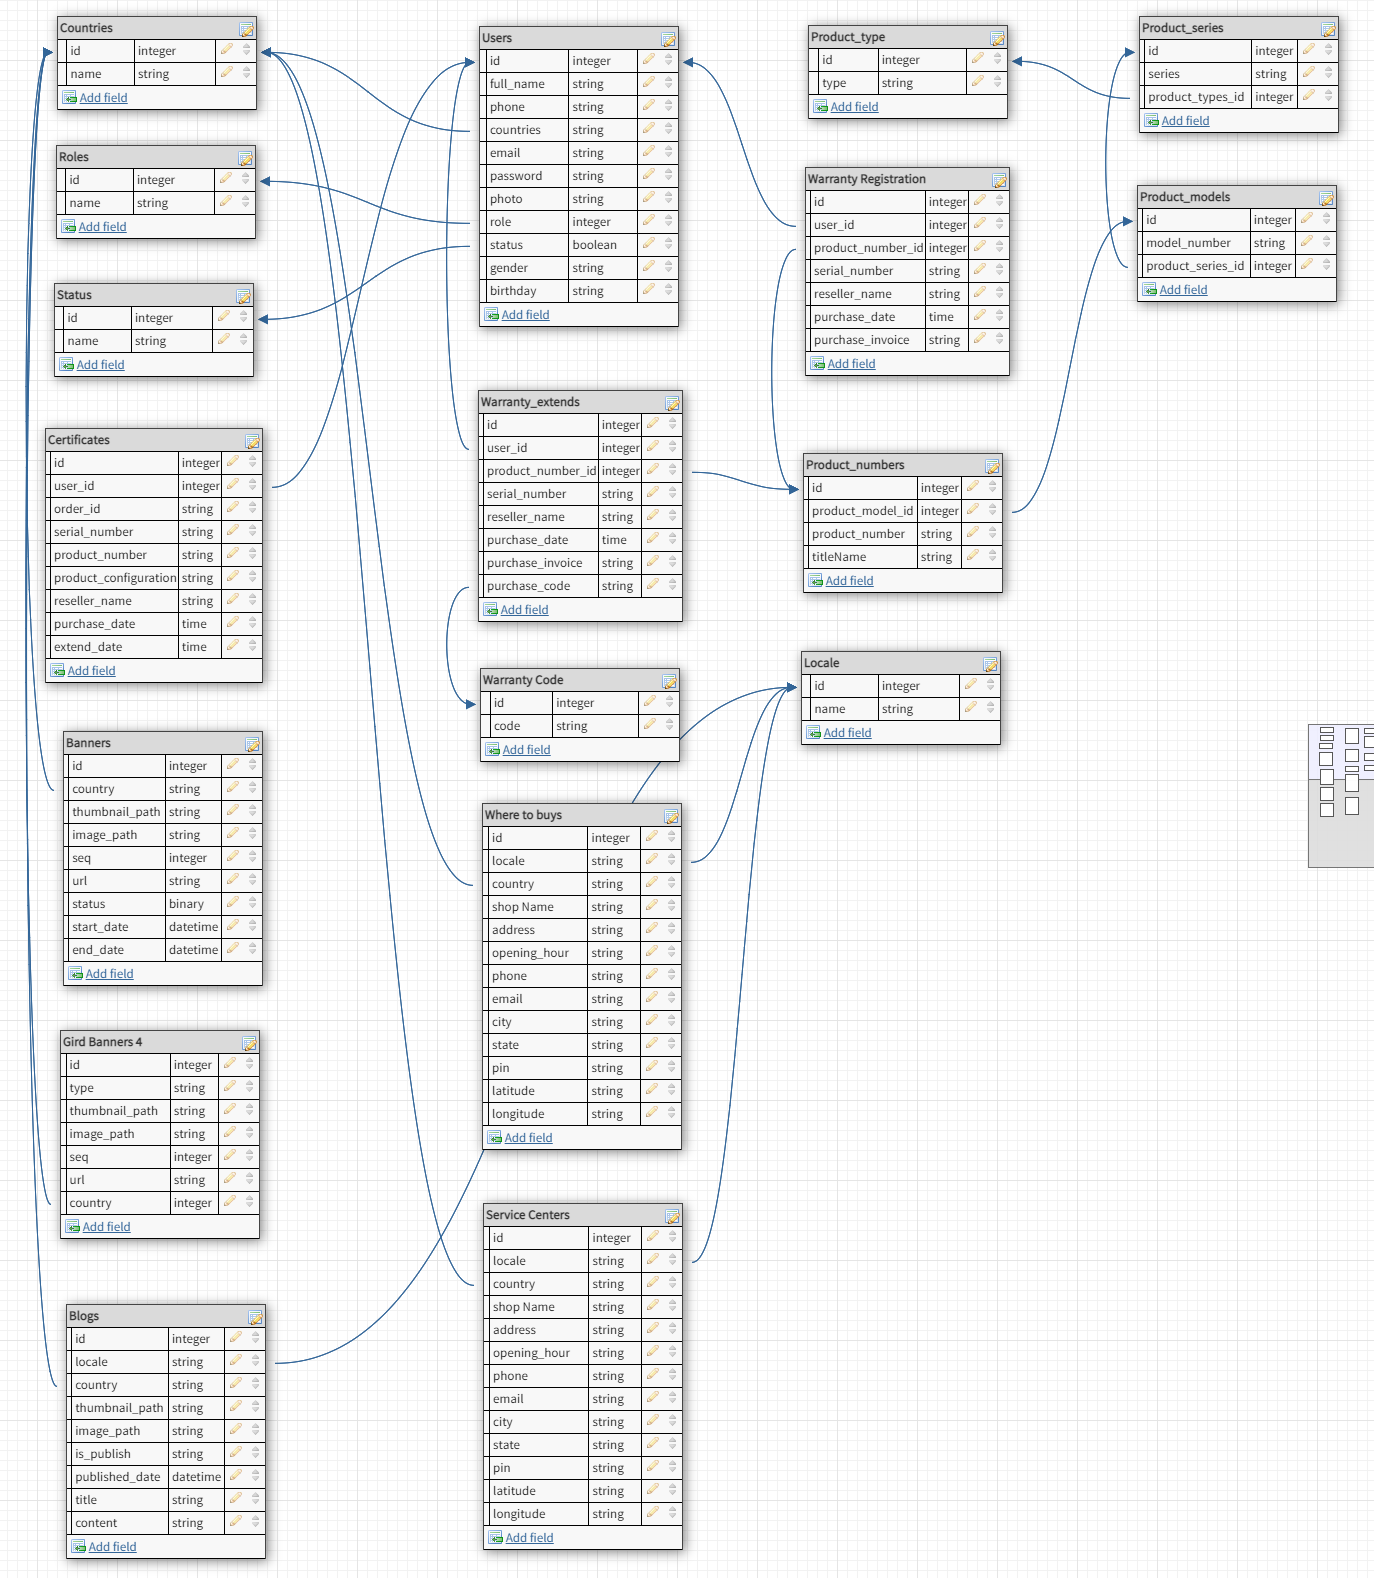 Countries
id integer
name string
Add field
Roles
id integer
name string
Add field
Status
id integer
name string
Add field
Certificates
id integer
user_id integer
order_id string
serial_number string
product_number string
product_configuration string
reseller_name string
purchase_date time
extend_date time
Add field
Banners
id integer
country string
thumbnail_path string
image_path string
seq integer
url string
status binary
start_date datetime
end_date datetime
Add field
Gird Banners 4
id integer
type string
thumbnail_path string
image_path string
seq integer
url string
country integer
Add field
Blogs
id integer
locale string
country string
thumbnail_path string
image_path string
is_publish string
published_date datetime
title string
content string
Add field
Users
id integer
full_name string
phone string
countries string
email string
password string
photo string
role integer
status boolean
gender string
birthday string
Add field
Warranty_extends
id integer
user_id integer
product_number_id integer
serial_number string
reseller_name string
purchase_date time
purchase_invoice string
purchase_code string
Add field
Warranty Code
id integer
code string
Add field
Where to buys
id integer
locale string
country string
shop Name string
address string
opening_hour string
phone string
email string
city string
state string
pin string
latitude string
longitude string
Add field
Service Centers
id integer
locale string
country string
shop Name string
address string
opening_hour string
phone string
email string
city string
state string
pin string
latitude string
longitude string
Add field
Product_type
id integer
type string
Add field
Warranty Registration
id integer
user_id integer
product_number_id integer
serial_number string
reseller_name string
purchase_date time
purchase_invoice string
Add field
Product_numbers
id integer
product_model_id integer
product_number string
titleName string
Add field
Locale
id integer
name string
Add field
Product_series
id integer
series string
product_types_id integer
Add field
Product_models
id integer
model_number string
product_series_id integer
Add field